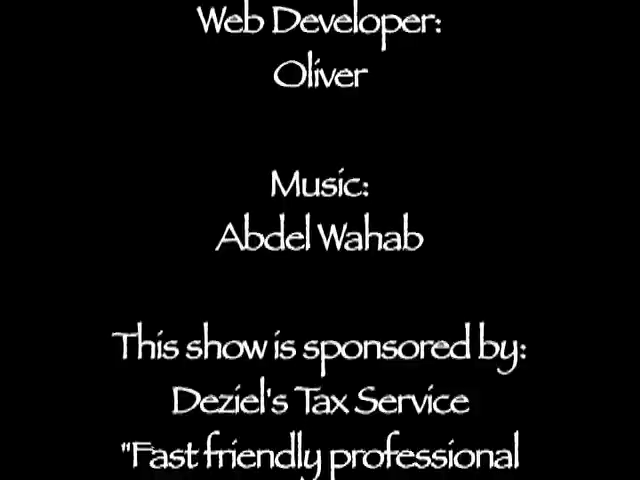 Web Developer:
Oliver
Music:
Abdel Wahab
This show is sponsored by:
Deziel's Tax Service
"Fast friendly professional